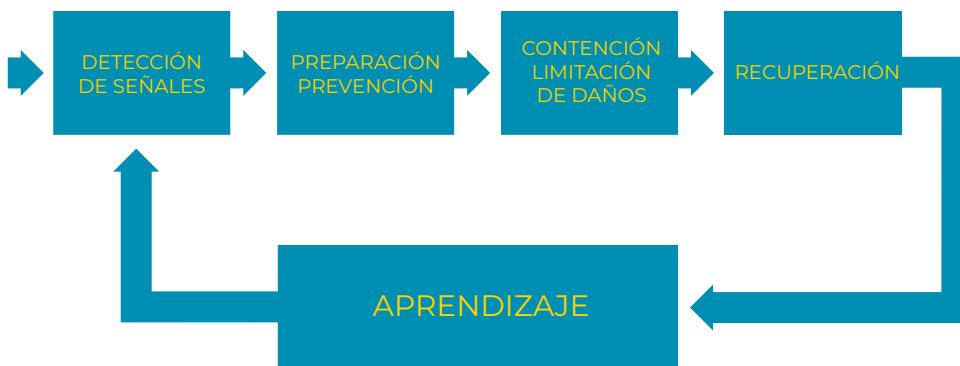 DETECCIÓN
DE SEÑALES
PREPARACIÓN
PREVENCIÓN
CONTENCIÓN
LIMITACIÓN
DE DAÑOS
RECUPERACIÓN
APRENDIZAJE